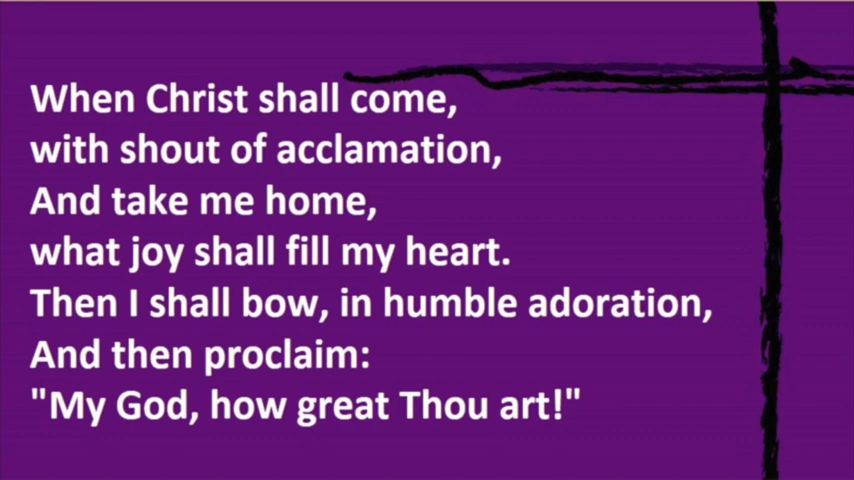 When Christ shall come,
with shout of acclamation,
And take me home,
what joy shall fill my heart.
Then I shall bow, in humble adoration,
And then proclaim:
"My God, how great Thou art!"